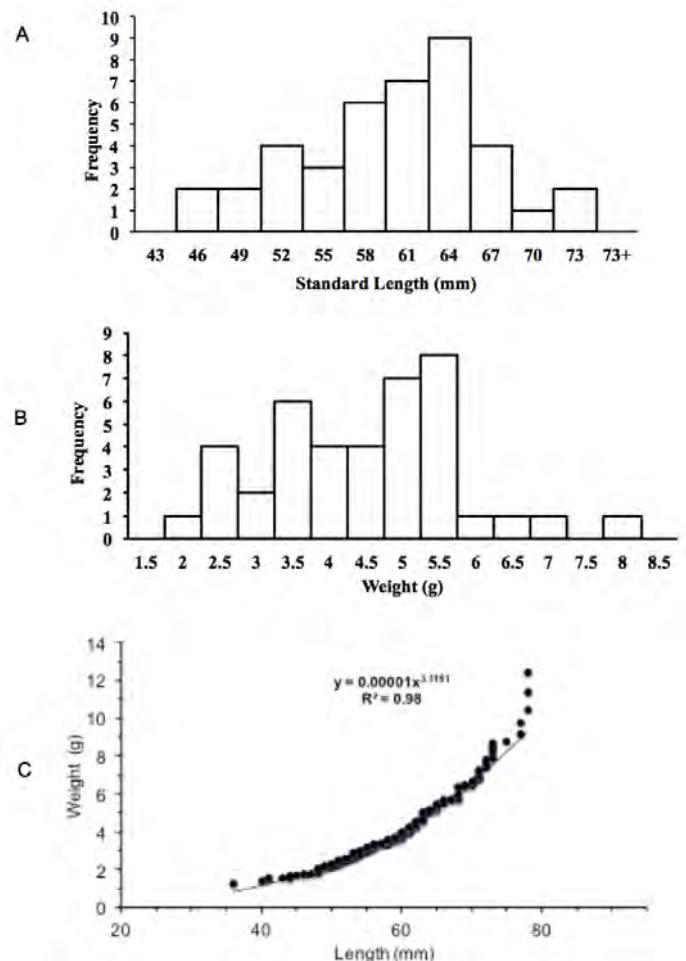 A
10
9
8
7
6
5
4
3
2
1
0
Frequency
43 46 49 52 55 58 61 64 67 70 73 73+
Standard Length (mm)
B
9
8
7
6
5
4
3
2
1
0
Frequency
1.5 2 2.5 3 3.5 4 4.5 5 5.5 6 6.5 7 7.5 8 8.5
Weight (g)
C
14
12
10
8
6
4
2
0
Weight (g)
y = 0.00001x^3.1191
R² = 0.98
20 40 60 80
Length (mm)